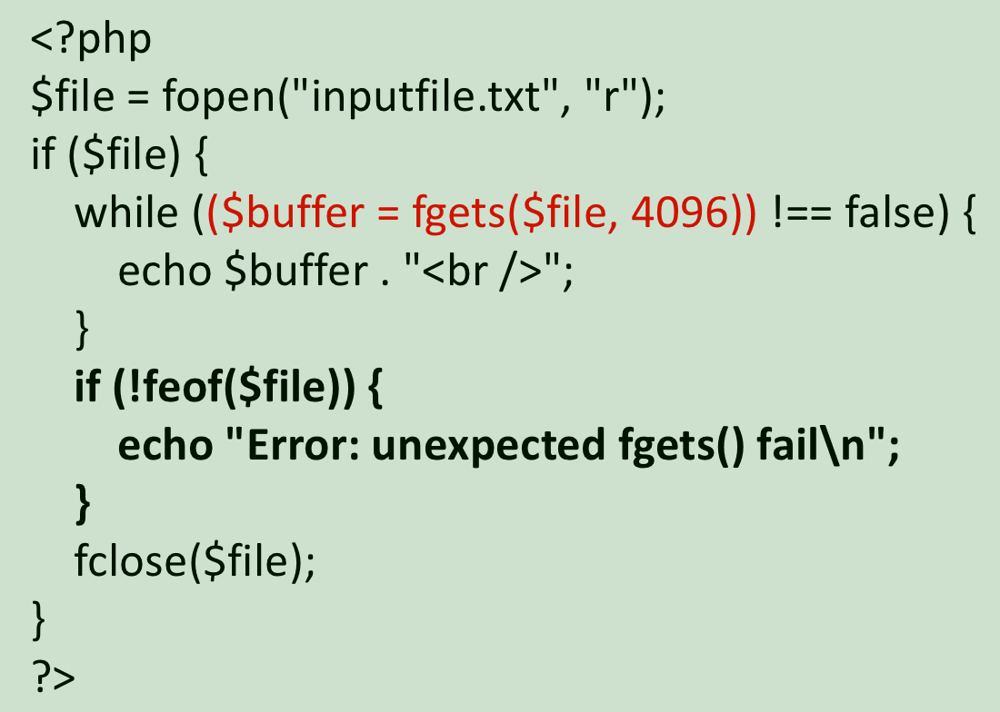 <?php
$file = fopen("inputfile.txt", "r");
if ($file) {
while (($buffer = fgets($file, 4096)) !== false) {
echo $buffer . "<br />";
}
if (!feof($file)) {
echo "Error: unexpected fgets() fail\n";
}
fclose($file);
}
?>